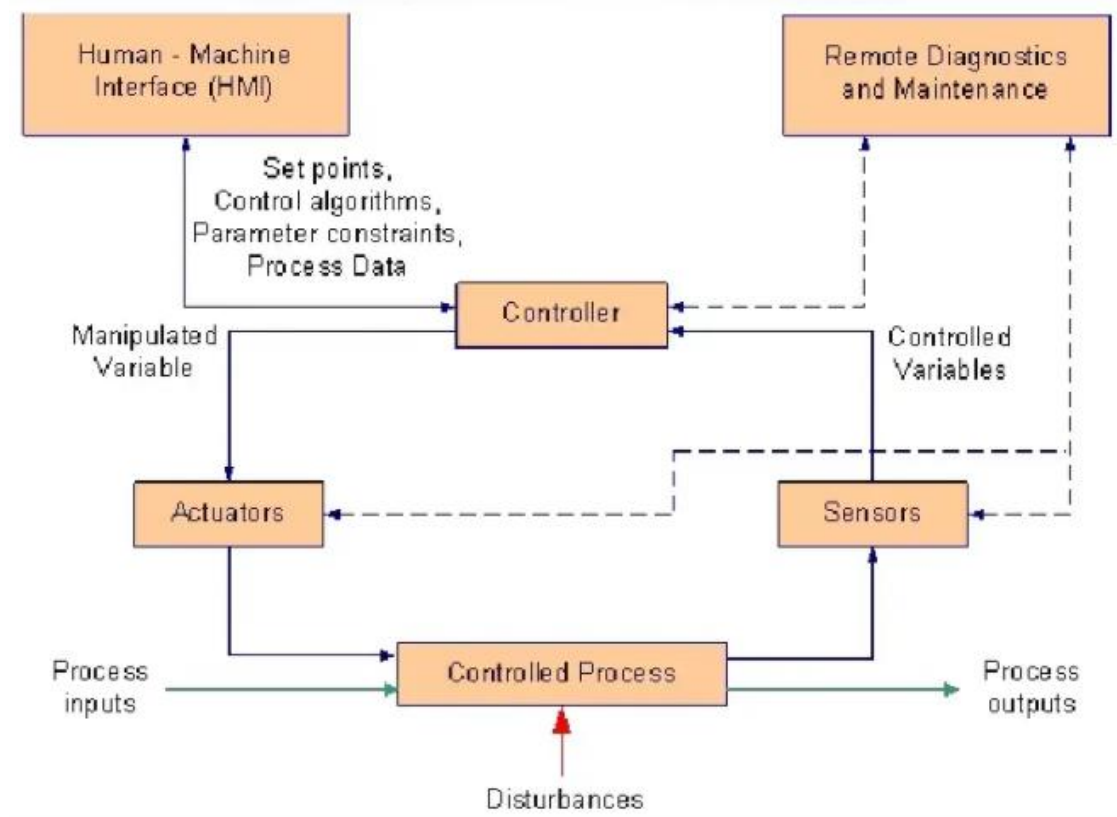 Human - Machine
Interface (HMI)
Remote Diagnostics
and Maintenance
Set points,
Control algorithms,
Parameter constraints,
Process Data
Controller
Manipulated
Variable
Controlled
Variables
Actuators
Sensors
Process
inputs
Controlled Process
Process
outputs
Disturbances